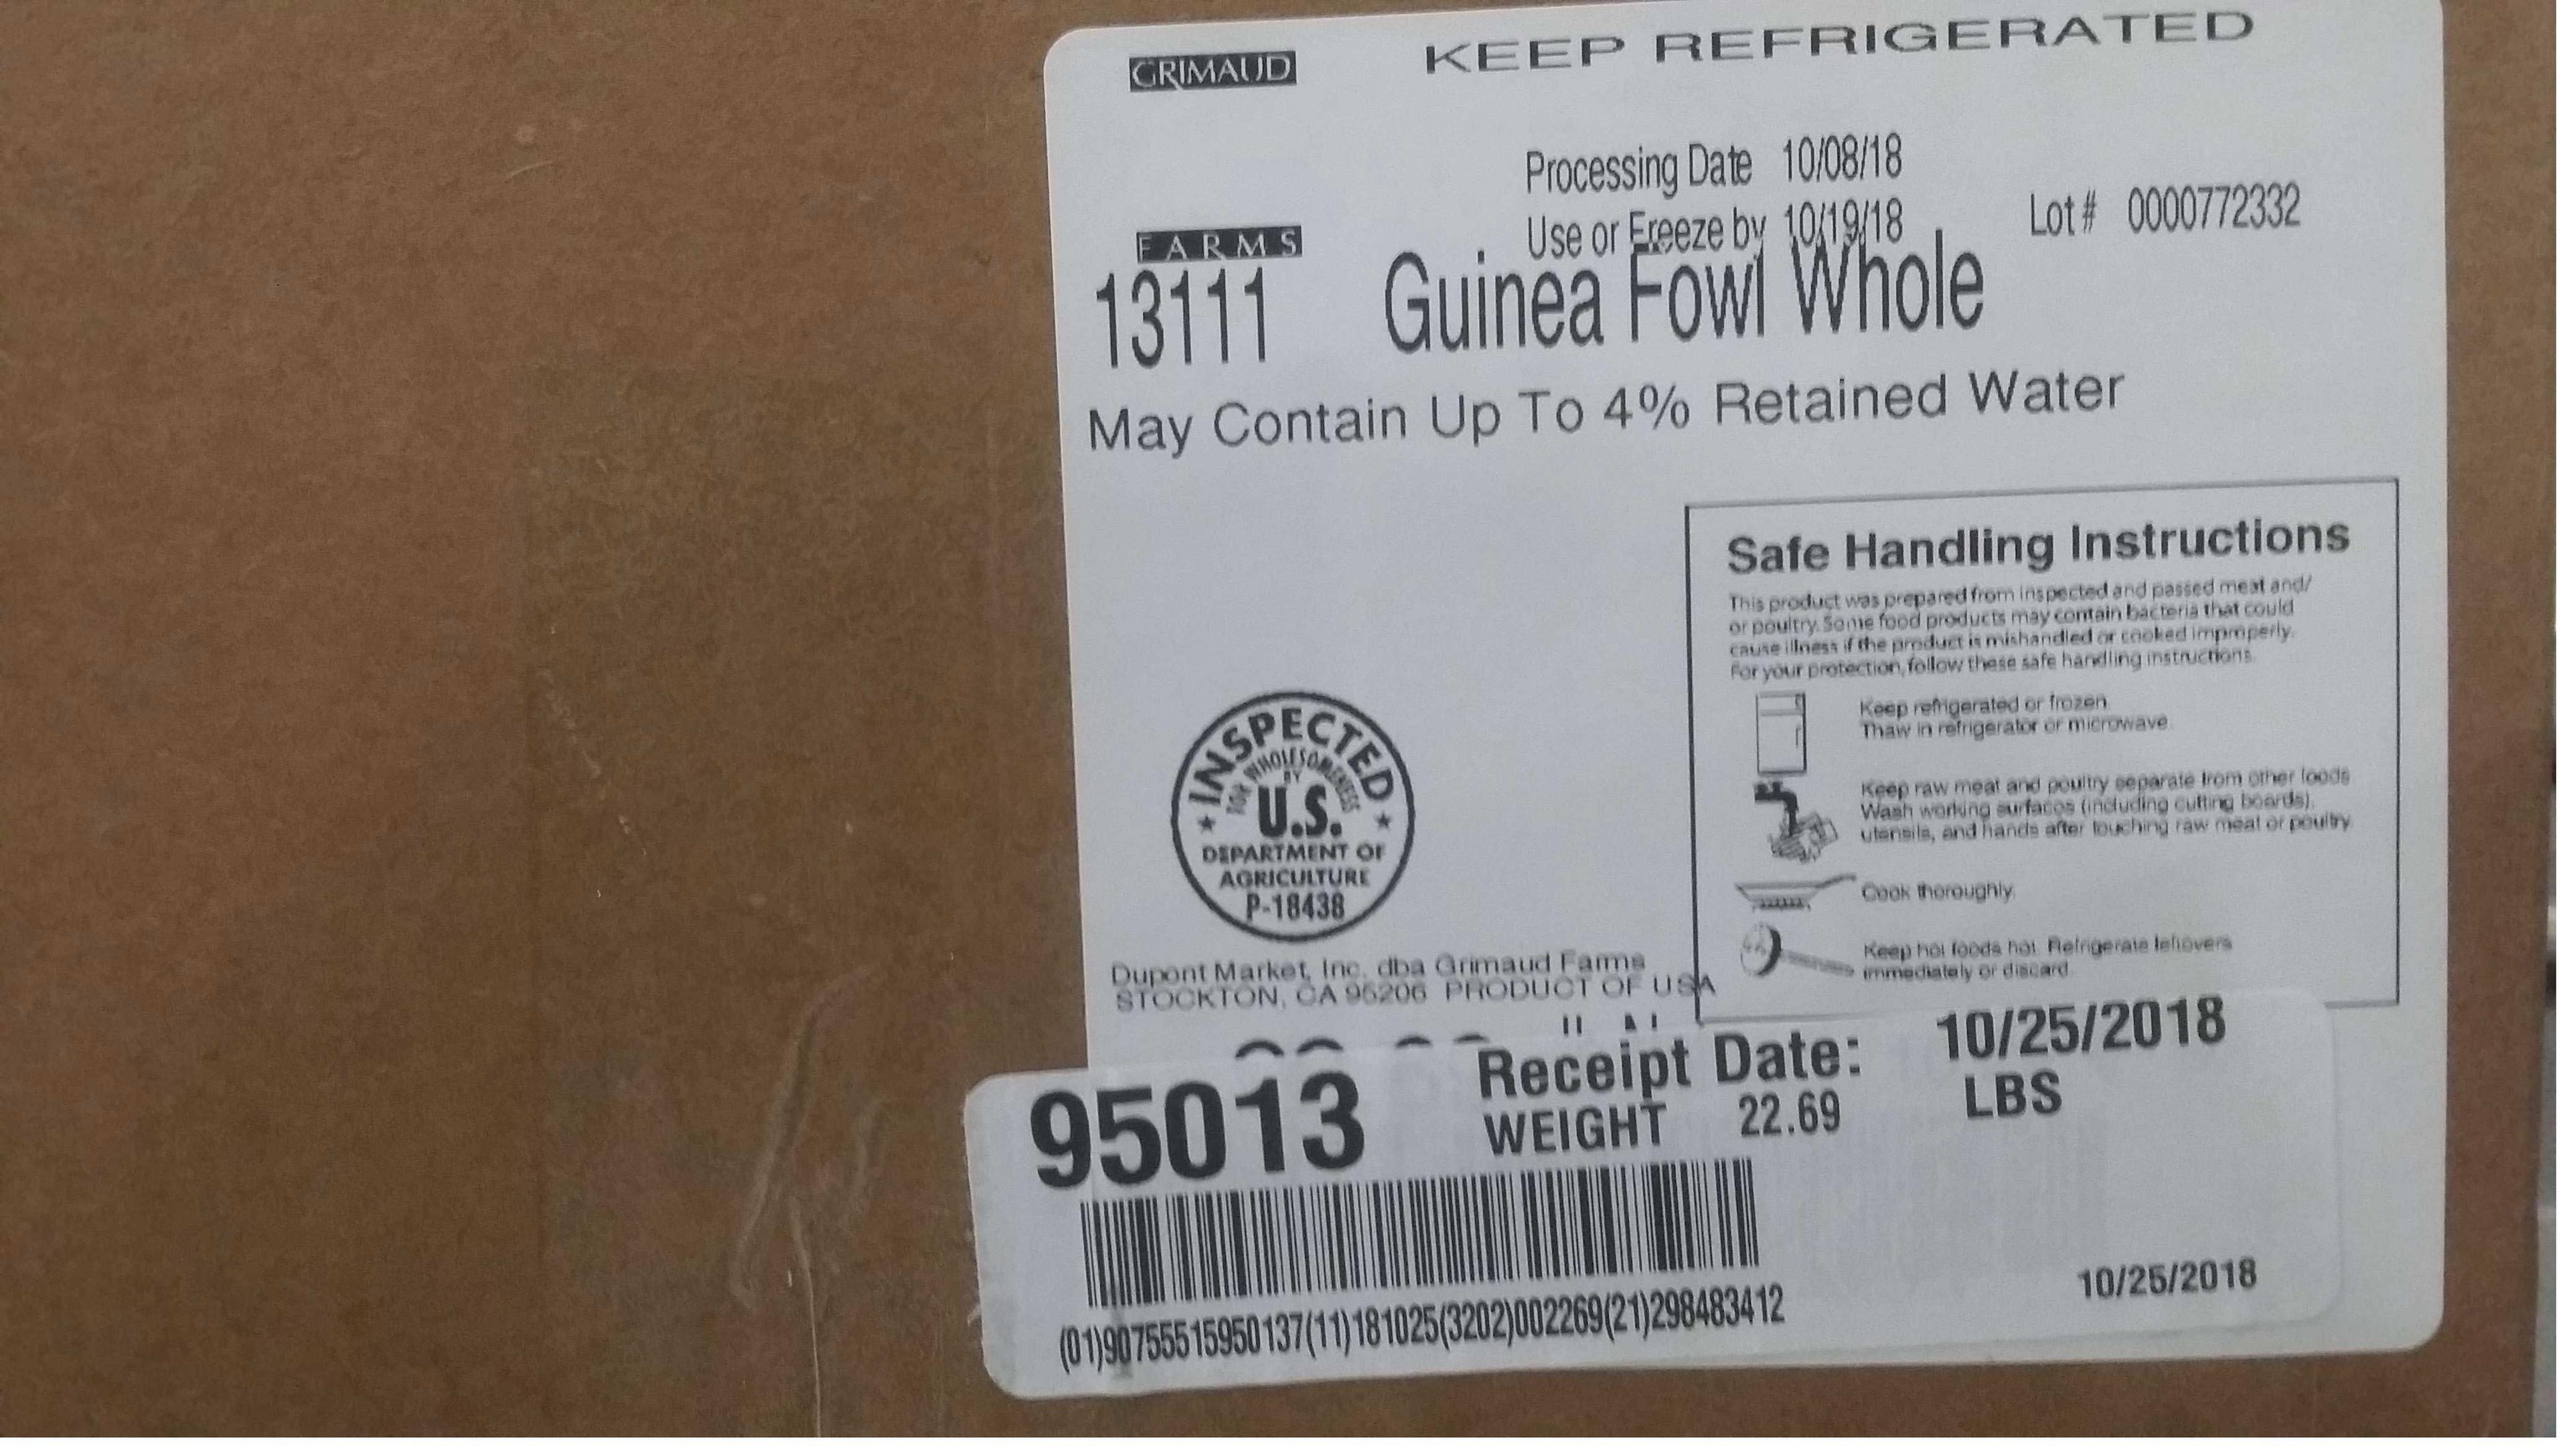 GRIMAUD
KEEP REFRIGERATED
Processing Date 10/08/18
Use or Freeze by 10/19/18
Lot# 0000772332
FARMS
13111 Guinea Fowl Whole
May Contain Up To 4% Retained Water
Safe Handling Instructions
This product was prepared from inspected and passed meat and/
or poultry. Some food products may contain bacteria that could
cause illness if the product is mishandled or cooked improperly.
For your protection, follow these safe handling instructions.
Keep refrigerated or frozen.
Thaw in refrigerator or microwave.
Keep raw meat and poultry separate from other foods.
Wash working surfaces (including cutting boards),
utensils, and hands after touching raw meat or poultry.
Cook thoroughly.
Keep hot foods hot. Refrigerate leftovers
immediately or discard.
INSPECTED
FOR WHOLESOMENESS
BY
U.S.
DEPARTMENT OF
AGRICULTURE
P-18438
Dupont Market, Inc. dba Grimaud Farms
STOCKTON, CA 95206 PRODUCT OF USA
95013
Receipt Date: 10/25/2018
WEIGHT 22.69 LBS
(01)90755515950137(11)181025(3202)002269(21)298483412
10/25/2018